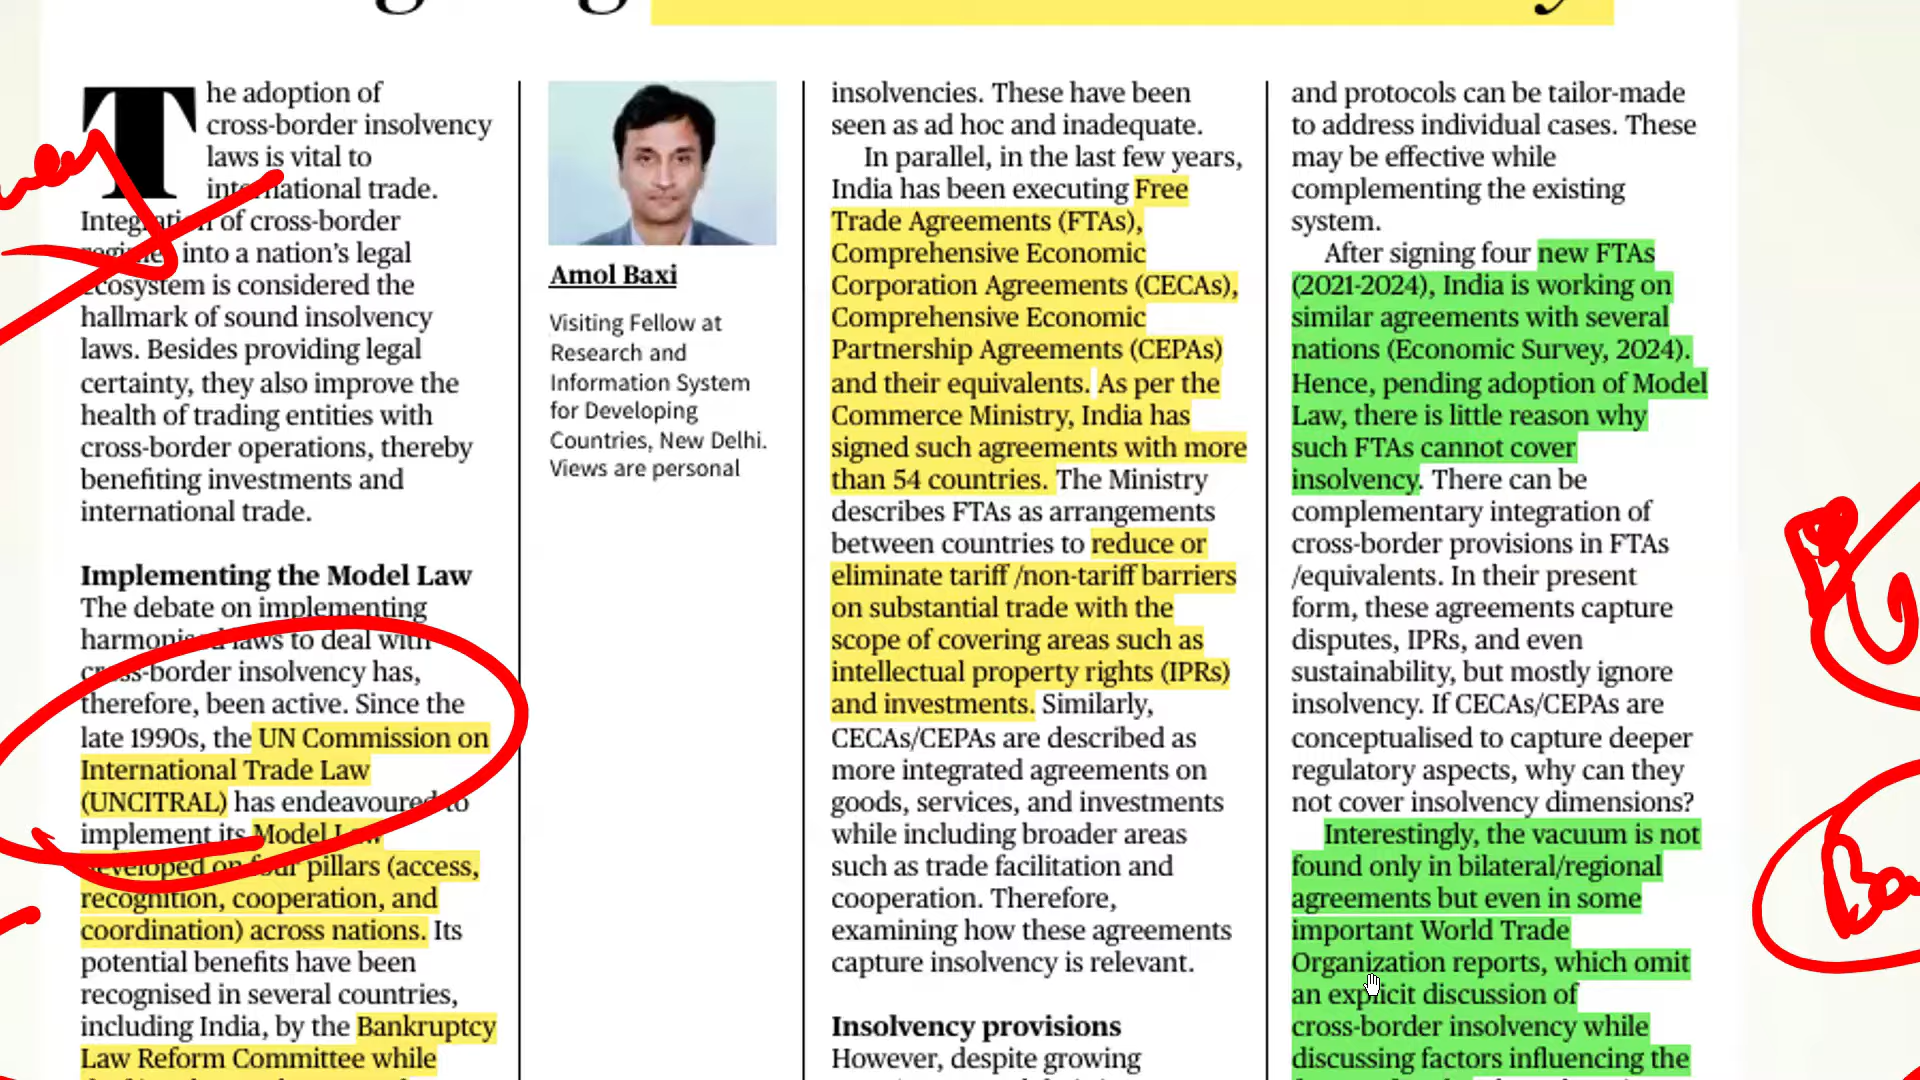 The adoption of
cross-border insolvency
laws is vital to
international trade.
Integration of cross-border
regimes into a nation's legal
ecosystem is considered the
hallmark of sound insolvency
laws. Besides providing legal
certainty, they also improve the
health of trading entities with
cross-border operations, thereby
benefiting investments and
international trade.
Implementing the Model Law
The debate on implementing
harmonised laws to deal with
cross-border insolvency has,
therefore, been active. Since the
late 1990s, the UN Commission on
International Trade Law
(UNCITRAL) has endeavoured to
implement its Model Law
developed on four pillars (access,
recognition, cooperation, and
coordination) across nations. Its
potential benefits have been
recognised in several countries,
including India, by the Bankruptcy
Law Reform Committee while
Amol Baxi
Visiting Fellow at
Research and
Information System
for Developing
Countries, New Delhi.
Views are personal
insolvencies. These have been
seen as ad hoc and inadequate.
In parallel, in the last few years,
India has been executing Free
Trade Agreements (FTAs),
Comprehensive Economic
Corporation Agreements (CECAs),
Comprehensive Economic
Partnership Agreements (CEPAs)
and their equivalents. As per the
Commerce Ministry, India has
signed such agreements with more
than 54 countries. The Ministry
describes FTAs as arrangements
between countries to reduce or
eliminate tariff /non-tariff barriers
on substantial trade with the
scope of covering areas such as
intellectual property rights (IPRs)
and investments. Similarly,
CECAs/CEPAs are described as
more integrated agreements on
goods, services, and investments
while including broader areas
such as trade facilitation and
cooperation. Therefore,
examining how these agreements
capture insolvency is relevant.
Insolvency provisions
However, despite growing
and protocols can be tailor-made
to address individual cases. These
may be effective while
complementing the existing
system.
After signing four new FTAs
(2021-2024), India is working on
similar agreements with several
nations (Economic Survey, 2024).
Hence, pending adoption of Model
Law, there is little reason why
such FTAs cannot cover
insolvency. There can be
complementary integration of
cross-border provisions in FTAs
/equivalents. In their present
form, these agreements capture
disputes, IPRs, and even
sustainability, but mostly ignore
insolvency. If CECAs/CEPAs are
conceptualised to capture deeper
regulatory aspects, why can they
not cover insolvency dimensions?
Interestingly, the vacuum is not
found only in bilateral/regional
agreements but even in some
important World Trade
Organization reports, which omit
an explicit discussion of
cross-border insolvency while
discussing factors influencing the